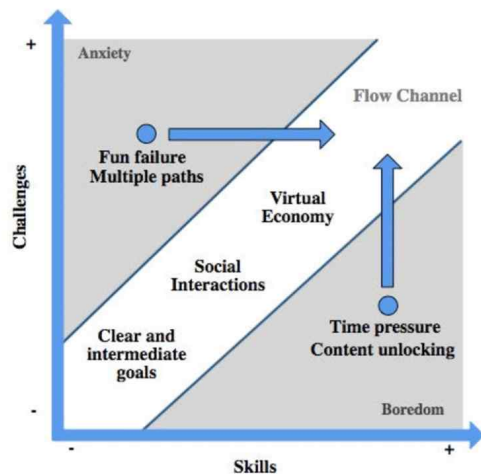 +
Anxiety
Flow Channel
Fun failure
Multiple paths
Virtual
Economy
Challenges
Social
Interactions
Clear and
intermediate
goals
Time pressure
Content unlocking
Boredom
-
-
+
Skills